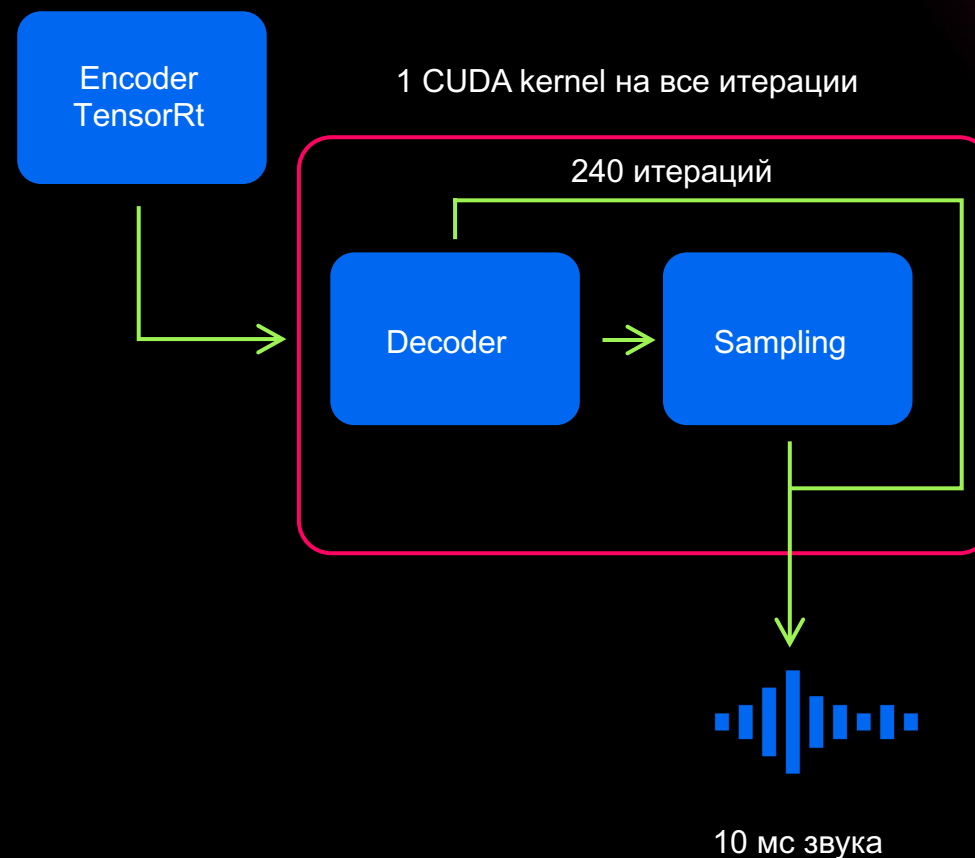 Encoder
TensorRt
1 CUDA kernel на все итерации
240 итераций
Decoder
Sampling
10 мс звука